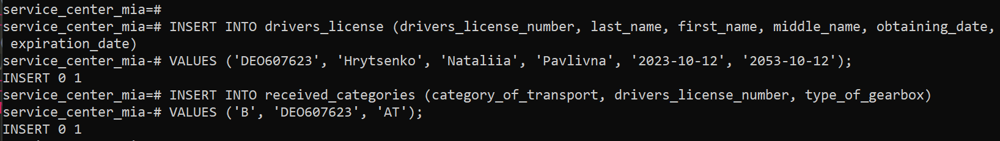 service_center_mia=#
service_center_mia=# INSERT INTO drivers_license (drivers_license_number, last_name, first_name, middle_name, obtaining_date,
 expiration_date)
service_center_mia-# VALUES ('DEO607623', 'Hrytsenko', 'Nataliia', 'Pavlivna', '2023-10-12', '2053-10-12');
INSERT 0 1
service_center_mia=# INSERT INTO received_categories (category_of_transport, drivers_license_number, type_of_gearbox)
service_center_mia-# VALUES ('B', 'DEO607623', 'AT');
INSERT 0 1